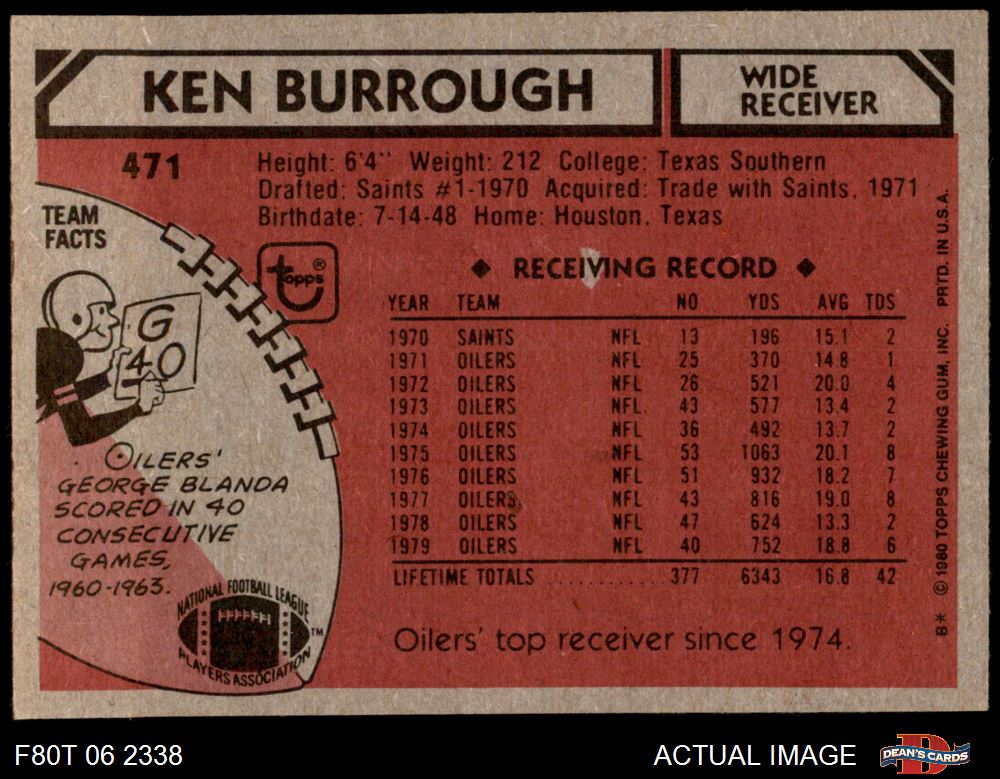 KEN BURROUGH
WIDE
RECEIVER
471
Height: 6'4" Weight: 212 College: Texas Southern
Drafted: Saints #1-1970 Acquired: Trade with Saints, 1971
Birthdate: 7-14-48 Home: Houston, Texas
TEAM
FACTS
G
40
OILERS'
GEORGE BLANDA
SCORED IN 40
CONSECUTIVE
GAMES,
1960-1963.
topps®
◆ RECEIVING RECORD ◆
YEAR TEAM NO YDS AVG TDS
1970 SAINTS NFL 13 196 15.1 2
1971 OILERS NFL 25 370 14.8 1
1972 OILERS NFL 26 521 20.0 4
1973 OILERS NFL. 43 577 13.4 2
1974 OILERS NFL 36 492 13.7 2
1975 OILERS NFL 53 1063 20.1 8
1976 OILERS NFL 51 932 18.2 7
1977 OILERS NFL 43 816 19.0 8
1978 OILERS NFL 47 624 13.3 2
1979 OILERS NFL 40 752 18.8 6
LIFETIME TOTALS .......... 377 6343 16.8 42
Oilers' top receiver since 1974.
NATIONAL FOOTBALL LEAGUE
PLAYERS ASSOCIATION
™
B* © 1980 TOPPS CHEWING GUM, INC. PRTD. IN U.S.A.
F80T 06 2338
ACTUAL IMAGE
D
DEAN'S CARDS